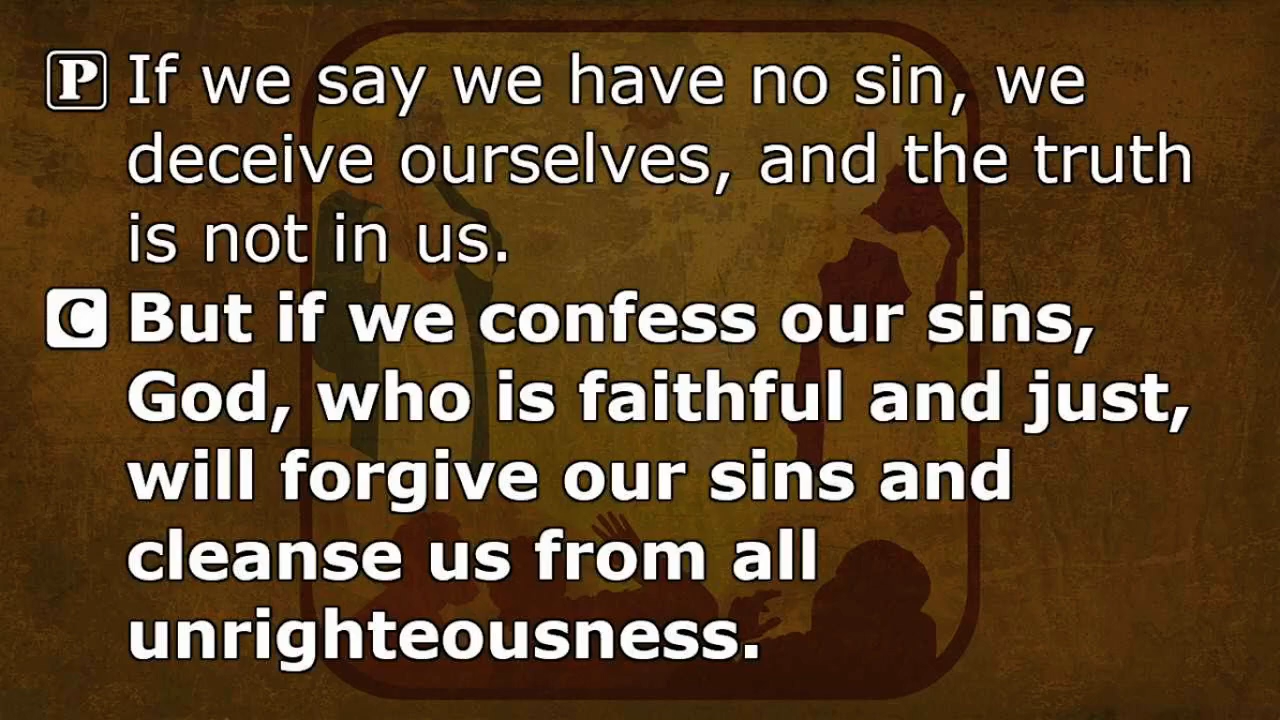 P If we say we have no sin, we
deceive ourselves, and the truth
is not in us.
C But if we confess our sins,
God, who is faithful and just,
will forgive our sins and
cleanse us from all
unrighteousness.